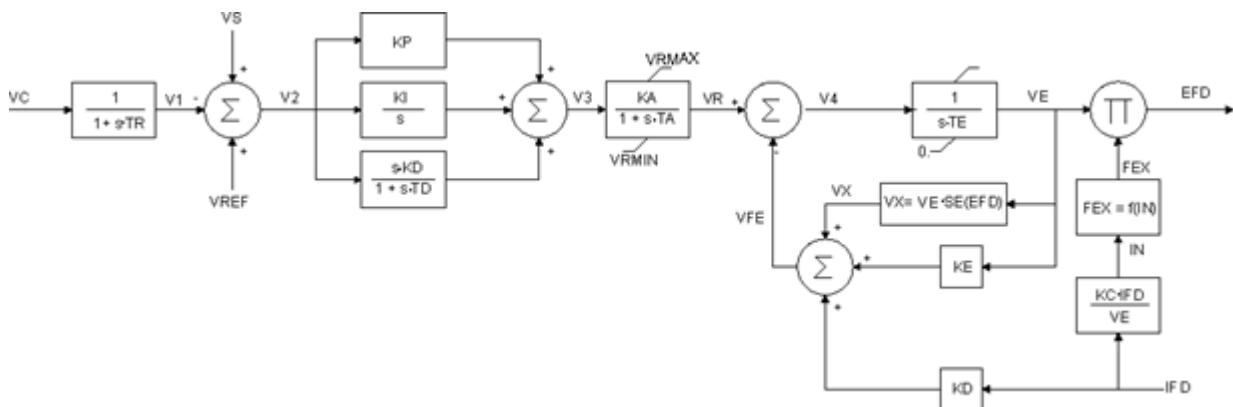 VS
KP
VC
1
1 + s·TR
V1
-
+
Σ
+
V2
KI
s
+
+
Σ
+
V3
VRMAX
KA
1 + s·TA
VRMIN
VR
+
Σ
-
V4
1
s·TE
0.
VE
Π
EFD
s·KD
1 + s·TD
VREF
FEX
VX
VX= VE·SE(EFD)
FEX = f(IN)
VFE
+
Σ
+
+
KE
IN
KC·IFD
VE
KD
IFD